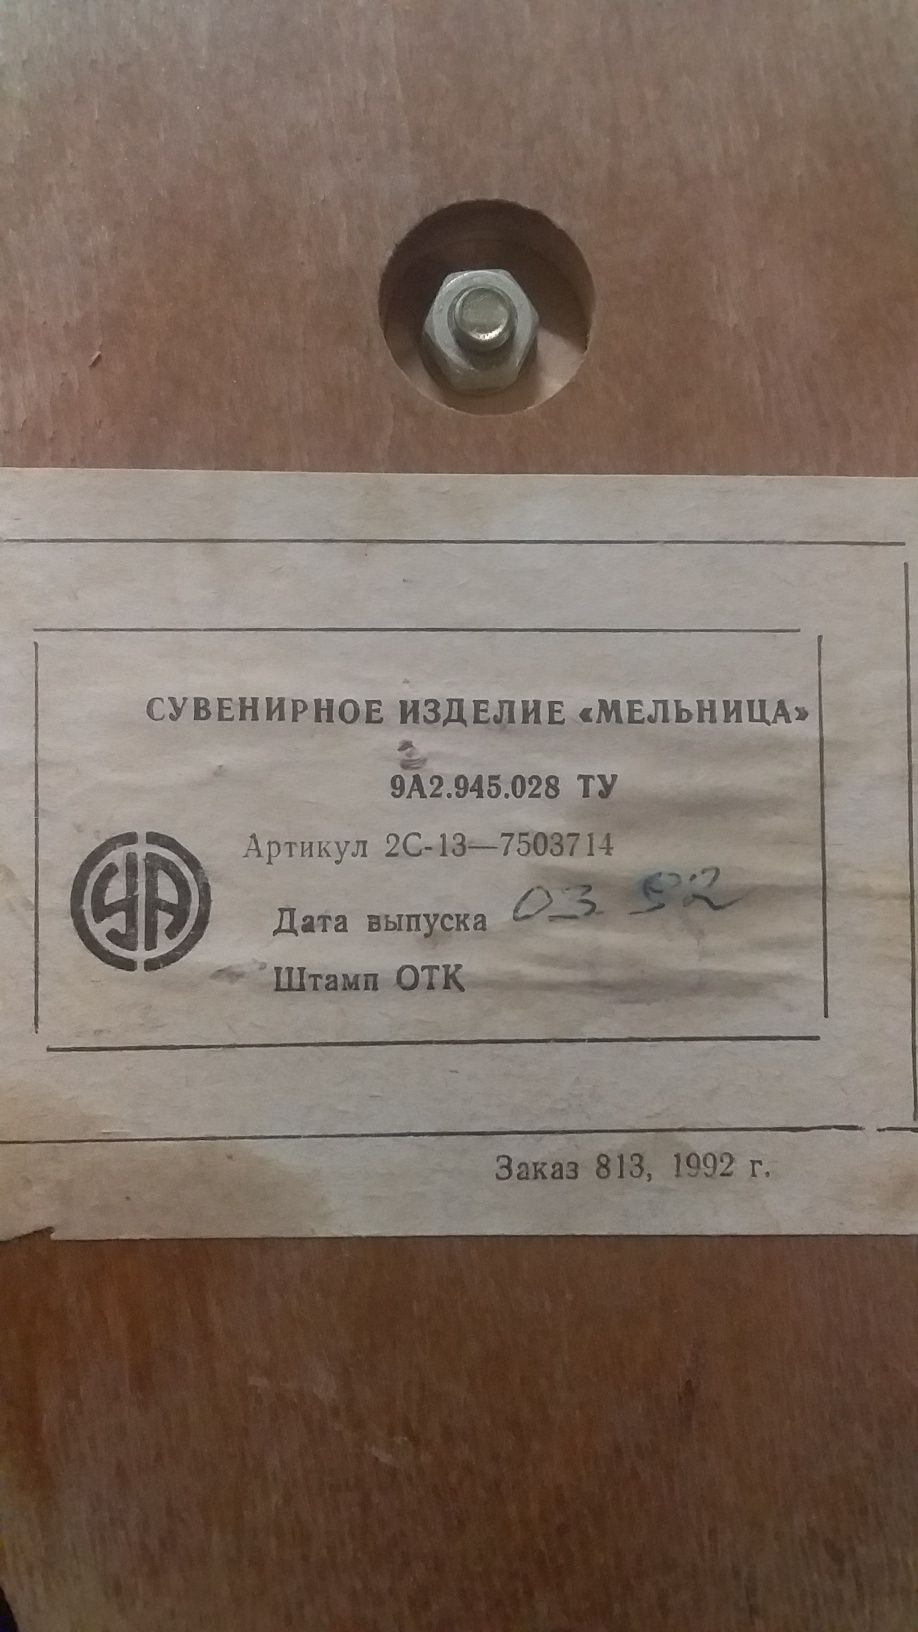 СУВЕНИРНОЕ ИЗДЕЛИЕ «МЕЛЬНИЦА»
9А2.945.028 ТУ
Артикул 2С-13—7503714
УА
Дата выпуска 03 92
Штамп ОТК
Заказ 813, 1992 г.